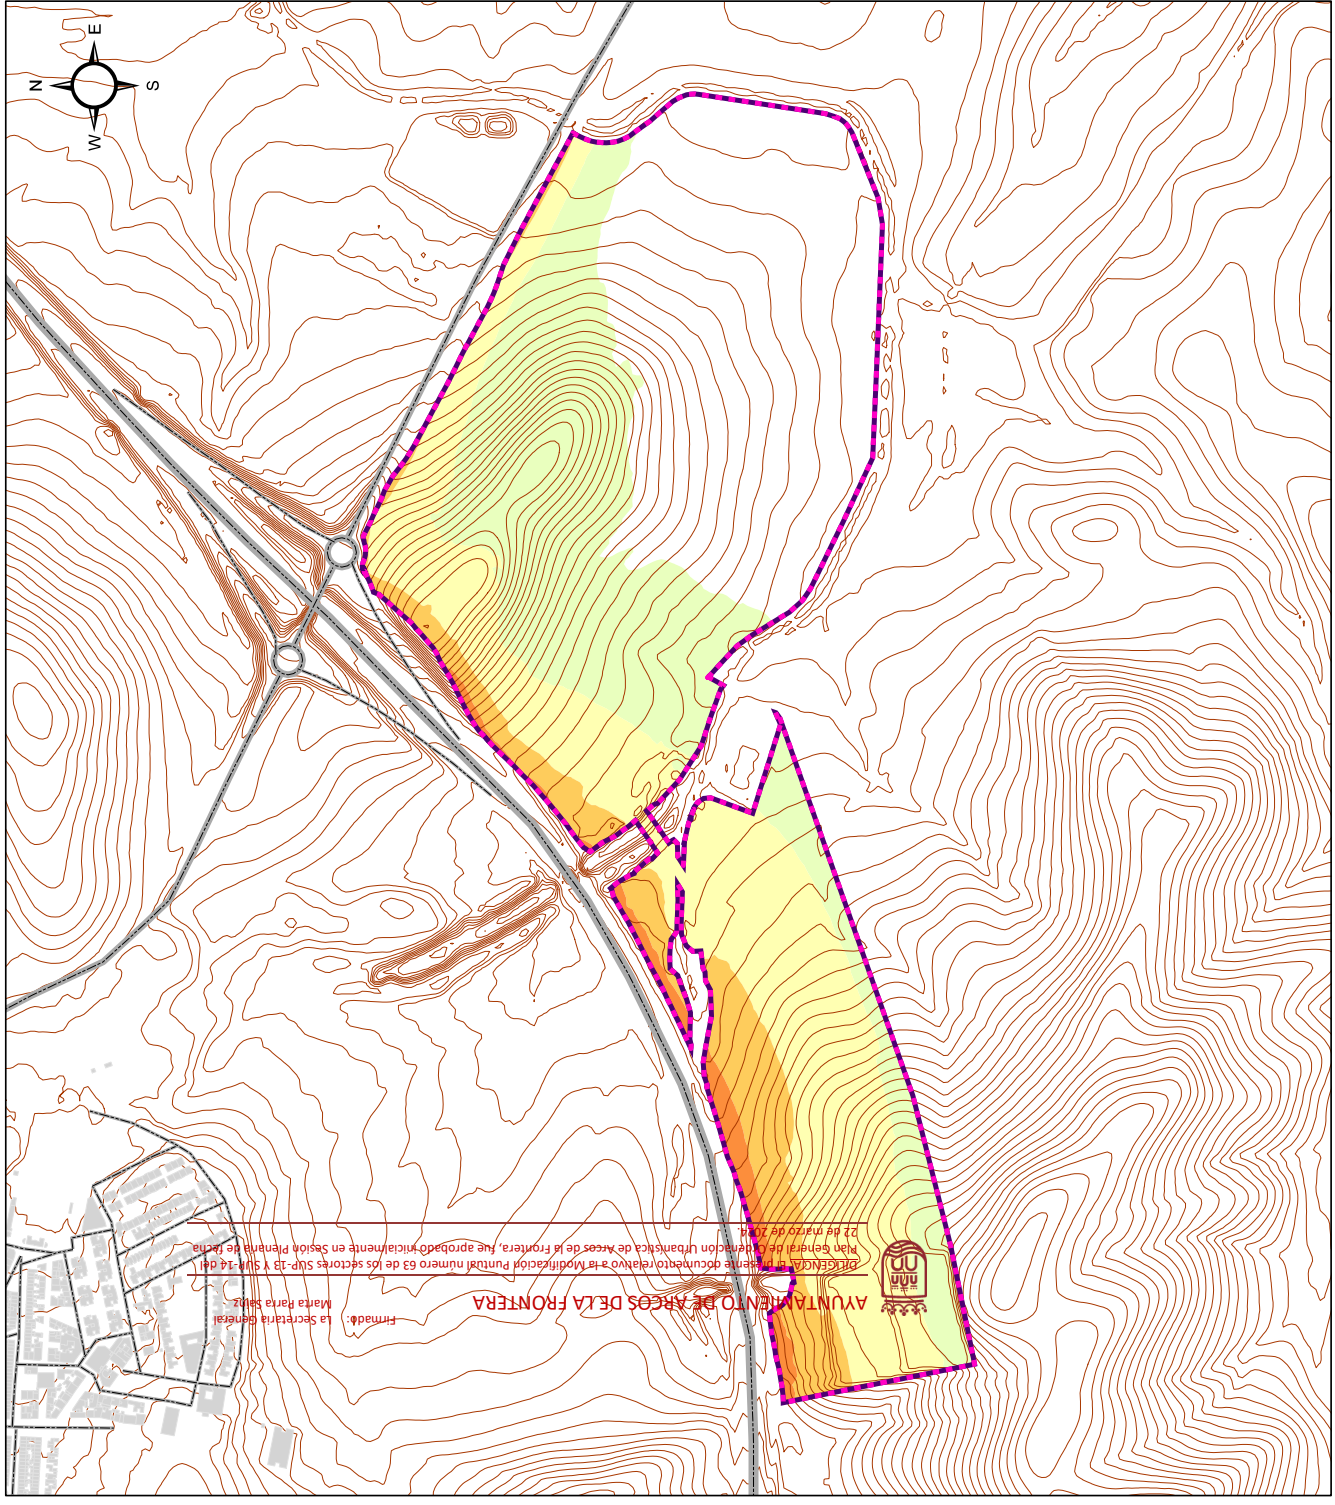 N
E
S
W
AYUNTAMIENTO DE ARCOS DE LA FRONTERA
Firmado: La Secretaria General
Marta Parra Sainz
DILIGENCIA, el presente documento relativo a la Modificación Puntual número 63 de los sectores SUP-13 Y SUP-14 del
Plan General de Ordenación Urbanística de Arcos de la Frontera, fue aprobado inicialmente en Sesión Plenaria de fecha
22 de marzo de 2024.